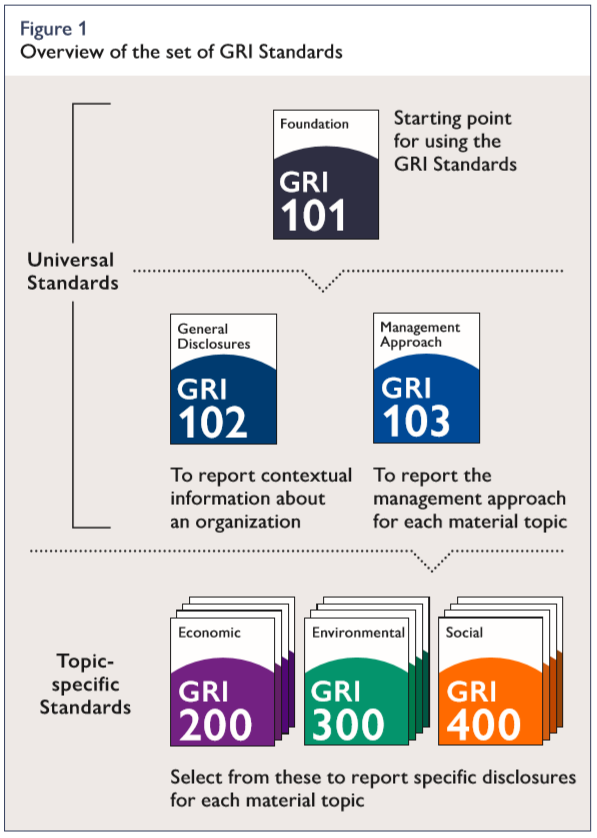 Figure 1
Overview of the set of GRI Standards
Foundation
GRI
101
Starting point
for using the
GRI Standards
Universal
Standards
General
Disclosures
GRI
102
To report contextual
information about
an organization
Management
Approach
GRI
103
To report the
management approach
for each material topic
Topic-
specific
Standards
Economic
GRI
200
Environmental
GRI
300
Social
GRI
400
Select from these to report specific disclosures
for each material topic